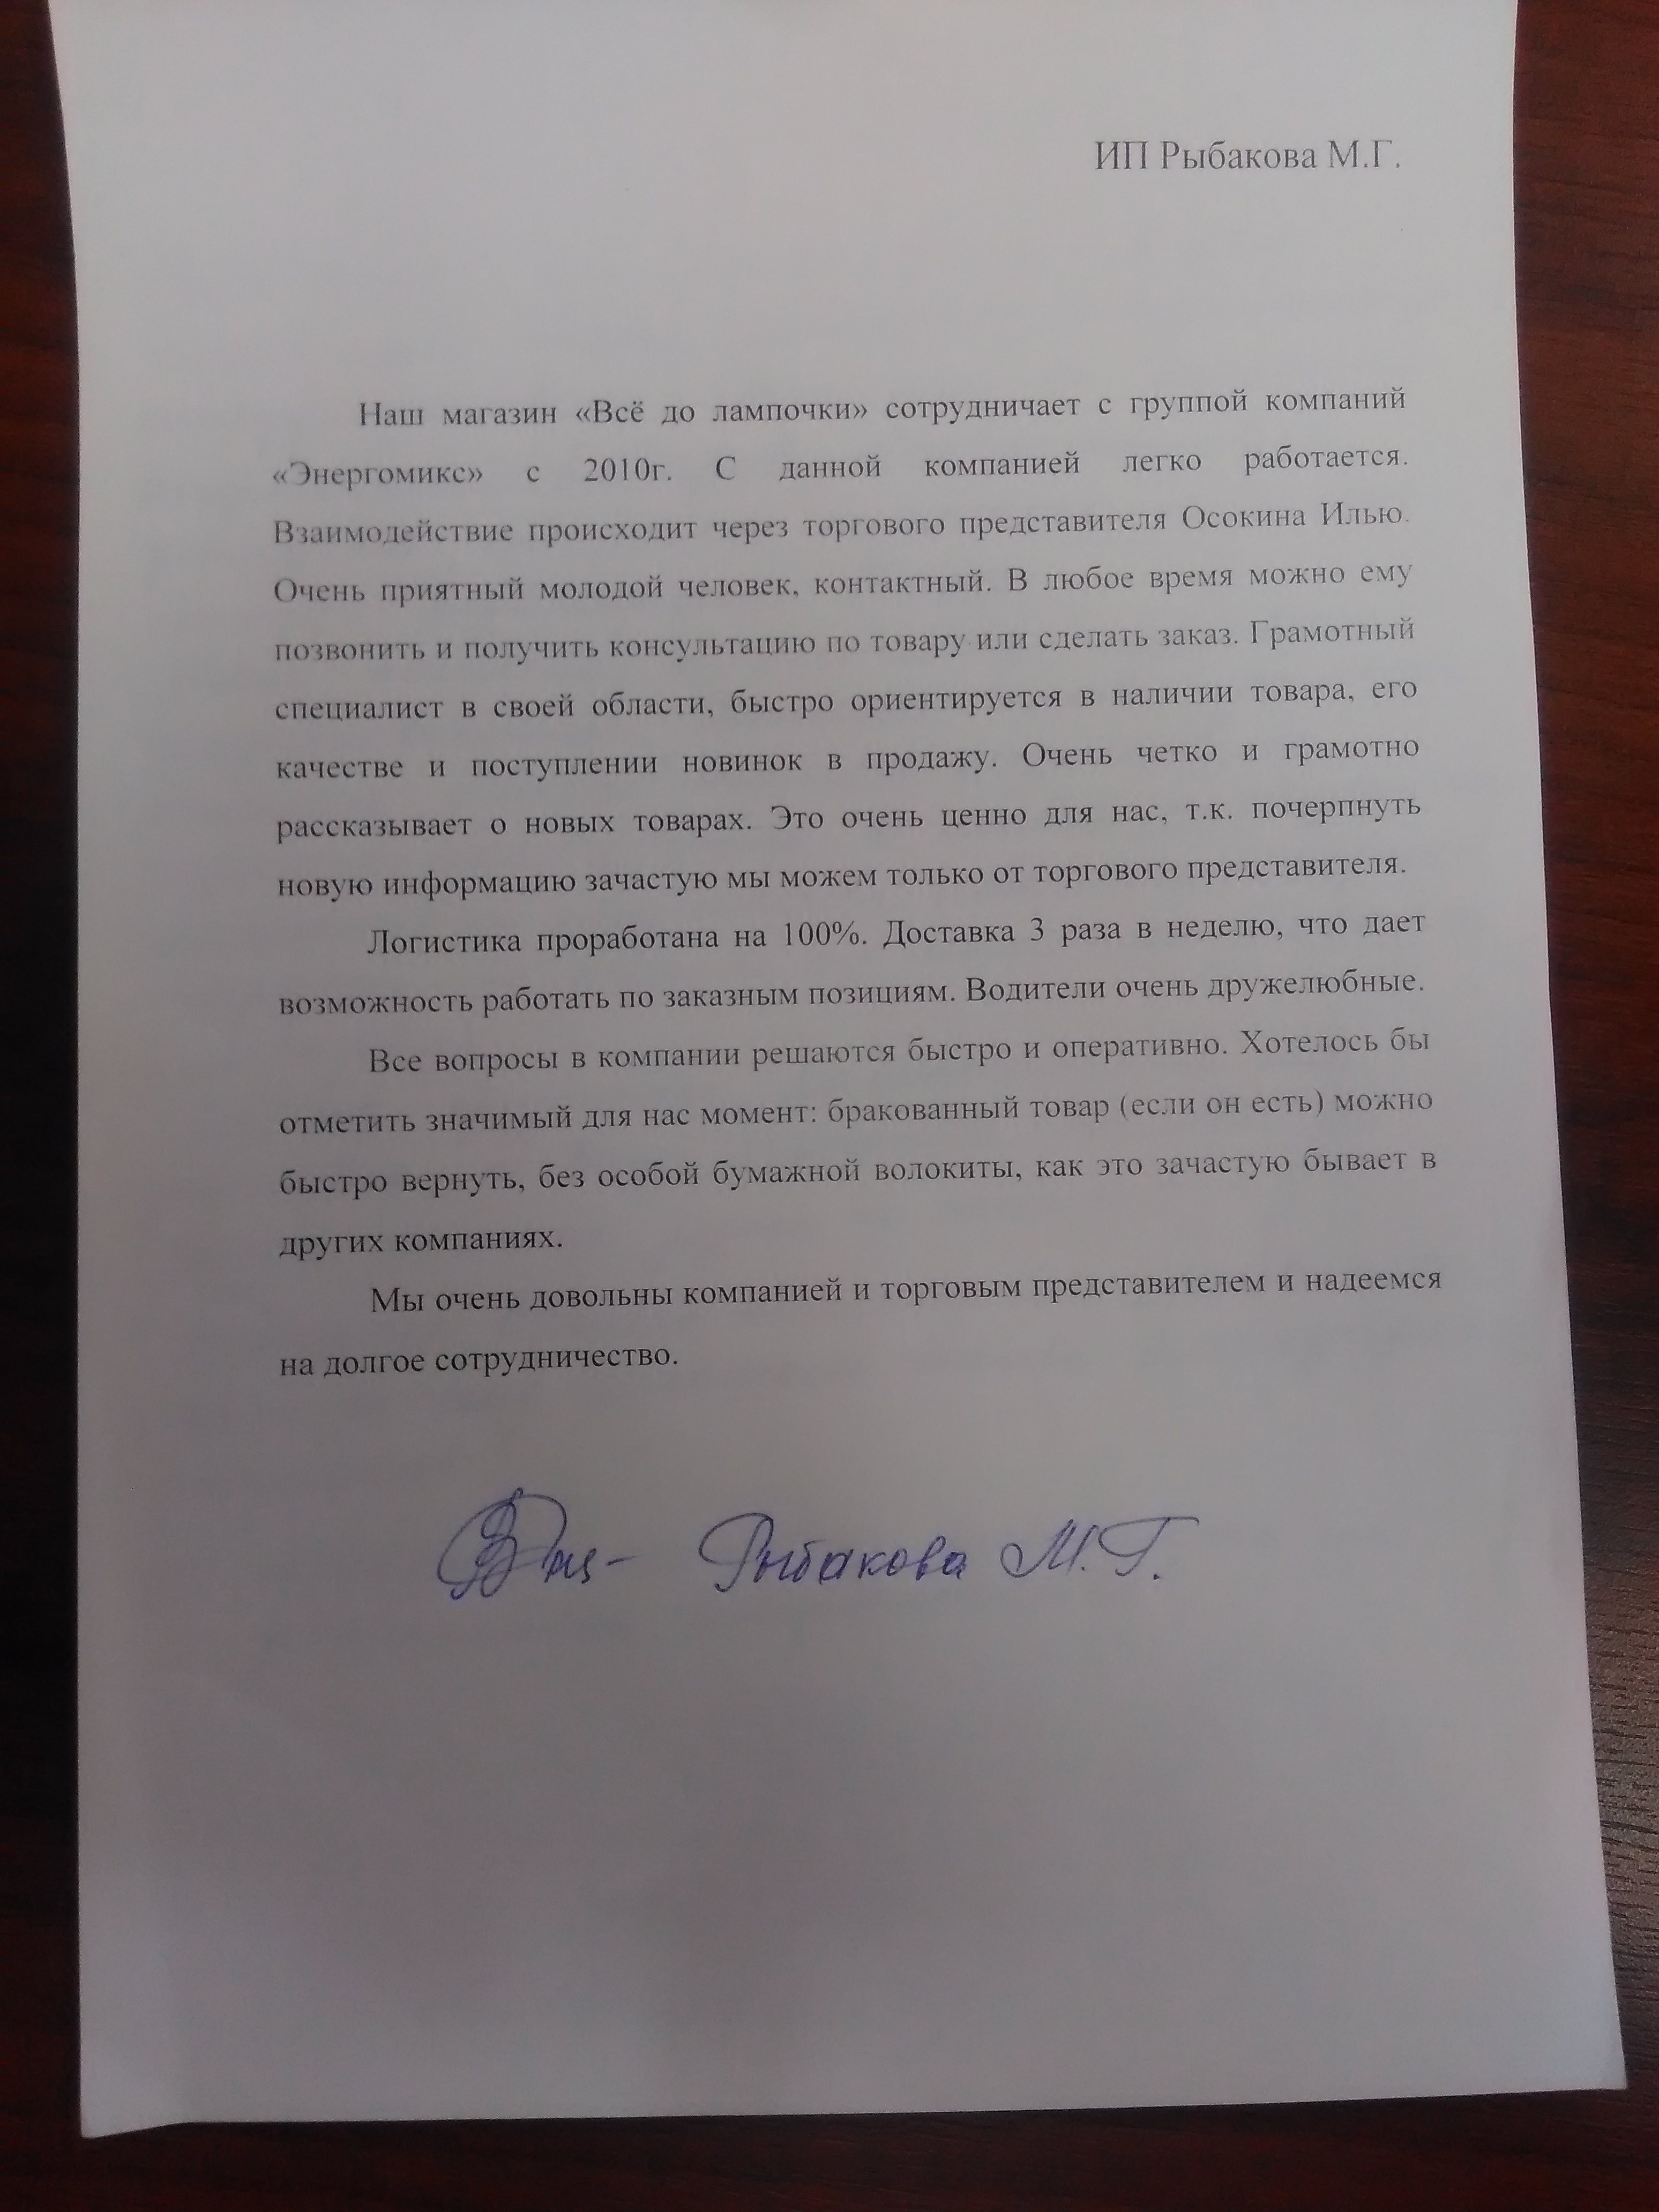 ИП Рыбакова М.Г.
Наш магазин «Всё до лампочки» сотрудничает с группой компаний
«Энергомикс» с 2010г. С данной компанией легко работается.
Взаимодействие происходит через торгового представителя Осокина Илью.
Очень приятный молодой человек, контактный. В любое время можно ему
позвонить и получить консультацию по товару или сделать заказ. Грамотный
специалист в своей области, быстро ориентируется в наличии товара, его
качестве и поступлении новинок в продажу. Очень четко и грамотно
рассказывает о новых товарах. Это очень ценно для нас, т.к. почерпнуть
новую информацию зачастую мы можем только от торгового представителя.
Логистика проработана на 100%. Доставка 3 раза в неделю, что дает
возможность работать по заказным позициям. Водители очень дружелюбные.
Все вопросы в компании решаются быстро и оперативно. Хотелось бы
отметить значимый для нас момент: бракованный товар (если он есть) можно
быстро вернуть, без особой бумажной волокиты, как это зачастую бывает в
других компаниях.
Мы очень довольны компанией и торговым представителем и надеемся
на долгое сотрудничество.
Рыбакова М.Г.